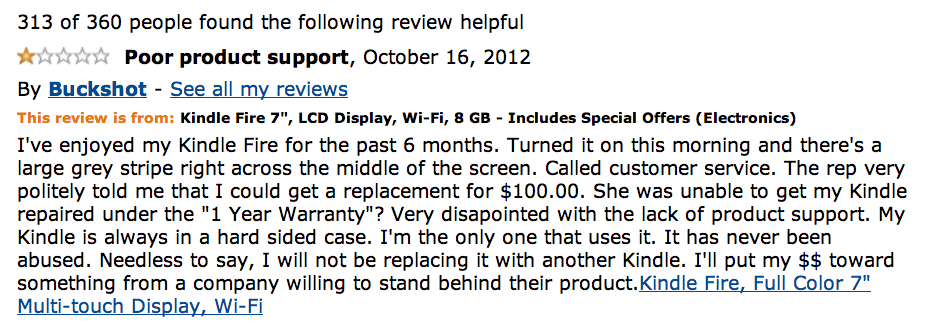 313 of 360 people found the following review helpful
Poor product support, October 16, 2012
By Buckshot - See all my reviews
This review is from: Kindle Fire 7", LCD Display, Wi-Fi, 8 GB - Includes Special Offers (Electronics)
I've enjoyed my Kindle Fire for the past 6 months. Turned it on this morning and there's a
large grey stripe right across the middle of the screen. Called customer service. The rep very
politely told me that I could get a replacement for $100.00. She was unable to get my Kindle
repaired under the "1 Year Warranty"? Very disapointed with the lack of product support. My
Kindle is always in a hard sided case. I'm the only one that uses it. It has never been
abused. Needless to say, I will not be replacing it with another Kindle. I'll put my $$ toward
something from a company willing to stand behind their product.Kindle Fire, Full Color 7"
Multi-touch Display, Wi-Fi